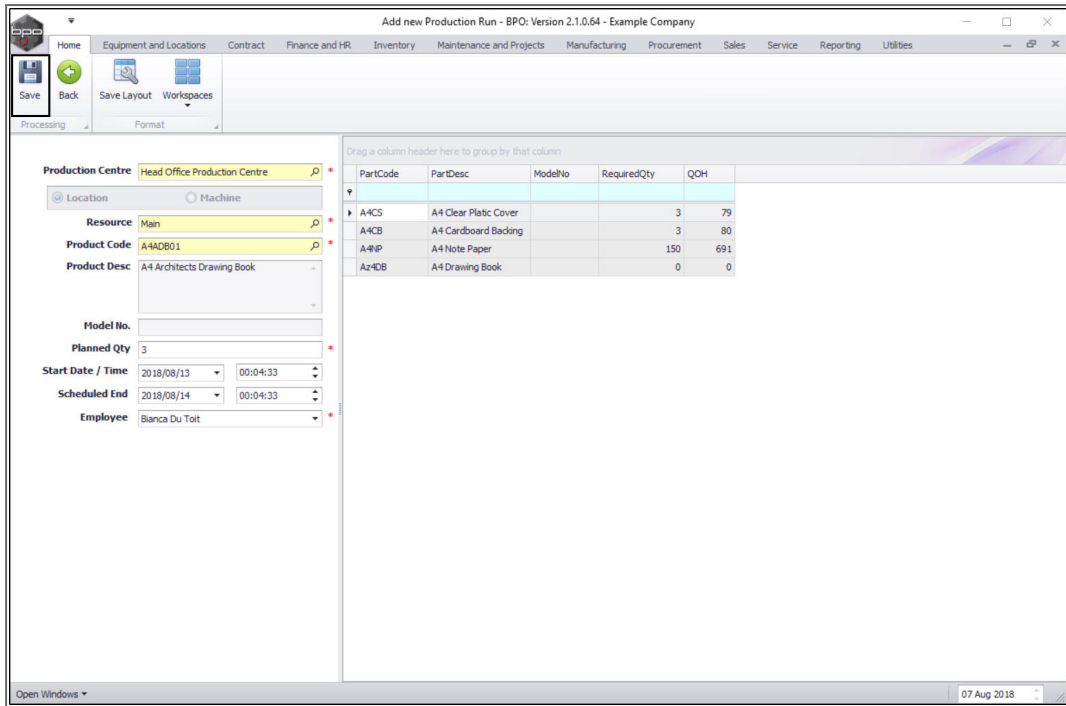 Add new Production Run - BPO: Version 2.1.0.64 - Example Company
bpo
Home Equipment and Locations Contract Finance and HR Inventory Maintenance and Projects Manufacturing Procurement Sales Service Reporting Utilities
Save Back Save Layout Workspaces
Processing Format
Drag a column header here to group by that column
Production Centre Head Office Production Centre *
Location Machine
Resource Main *
Product Code A4ADB01 *
Product Desc A4 Architects Drawing Book
Model No.
Planned Qty 3 *
Start Date / Time 2018/08/13 00:04:33
Scheduled End 2018/08/14 00:04:33
Employee Bianca Du Toit *
PartCode PartDesc ModelNo RequiredQty QOH
A4CS A4 Clear Platic Cover 3 79
A4CB A4 Cardboard Backing 3 80
A4NP A4 Note Paper 150 691
Az4DB A4 Drawing Book 0 0
Open Windows 07 Aug 2018